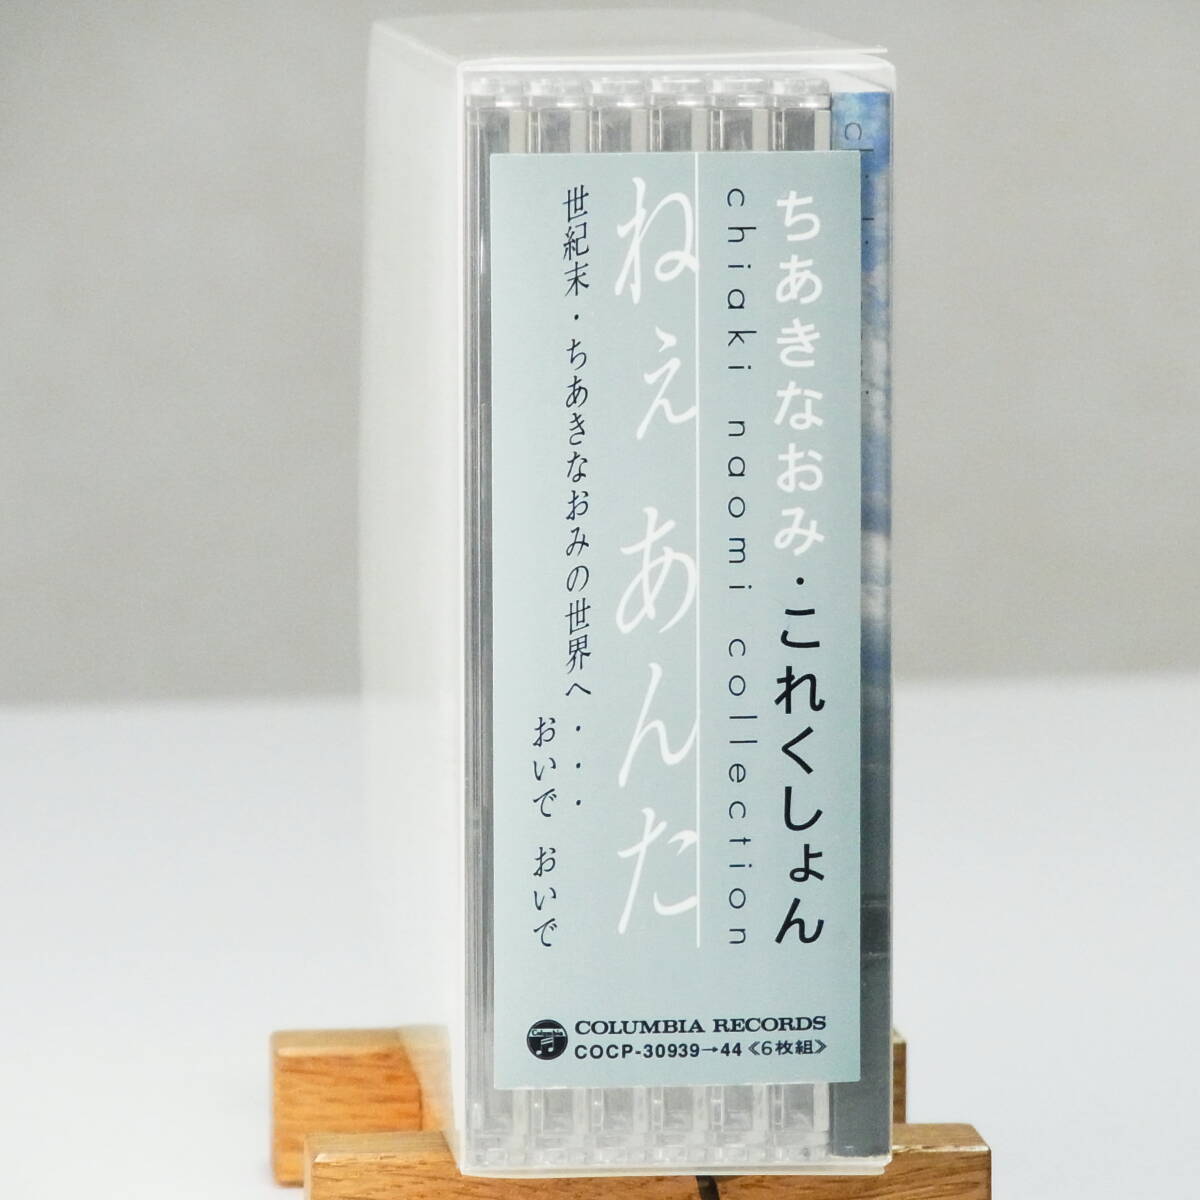 ちあきなおみ・これくしょん
chiaki naomi collection
ねぇ あんた
世紀末・ちあきなおみの世界へ・・・
おいで おいで
COLUMBIA RECORDS
COCP-30939→44《6枚組》